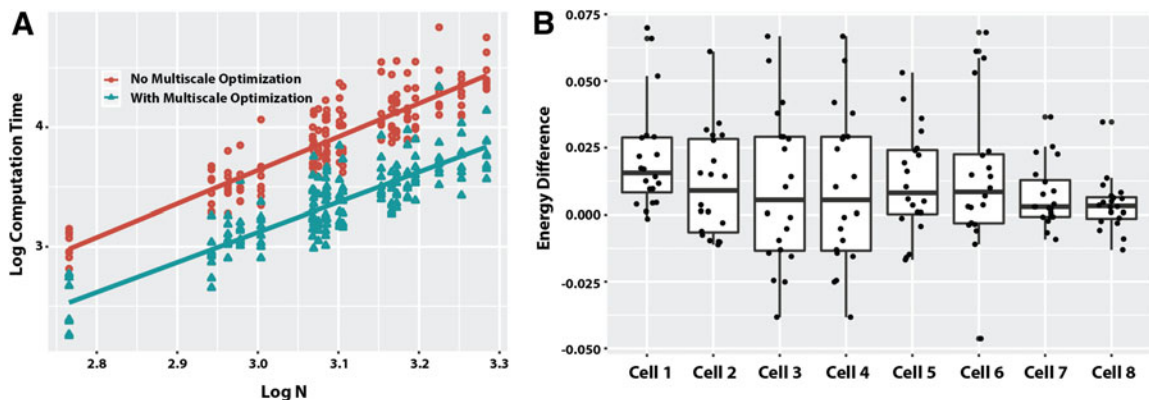 A
No Multiscale Optimization
With Multiscale Optimization
Log Computation Time
4
3
2.8
2.9
3.0
3.1
3.2
3.3
Log N
B
Energy Difference
0.075
0.050
0.025
0.000
-0.025
-0.050
Cell 1
Cell 2
Cell 3
Cell 4
Cell 5
Cell 6
Cell 7
Cell 8